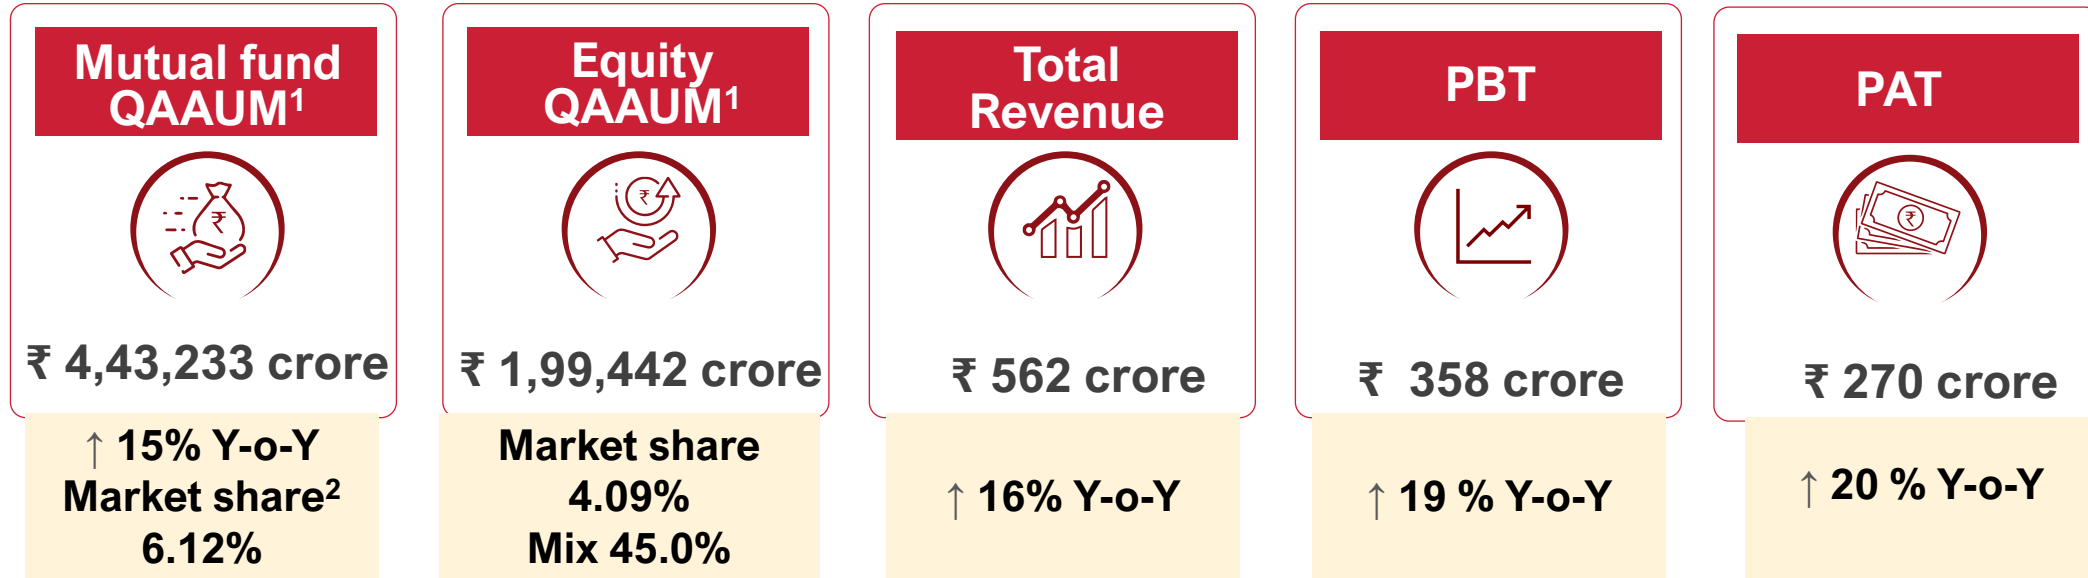 Mutual fund
QAAUM¹
₹
₹ 4,43,233 crore
↑ 15% Y-o-Y
Market share²
6.12%
Equity
QAAUM¹
₹
₹ 1,99,442 crore
Market share
4.09%
Mix 45.0%
Total
Revenue
₹ 562 crore
↑ 16% Y-o-Y
PBT
₹ 358 crore
↑ 19 % Y-o-Y
PAT
₹
₹ 270 crore
↑ 20 % Y-o-Y